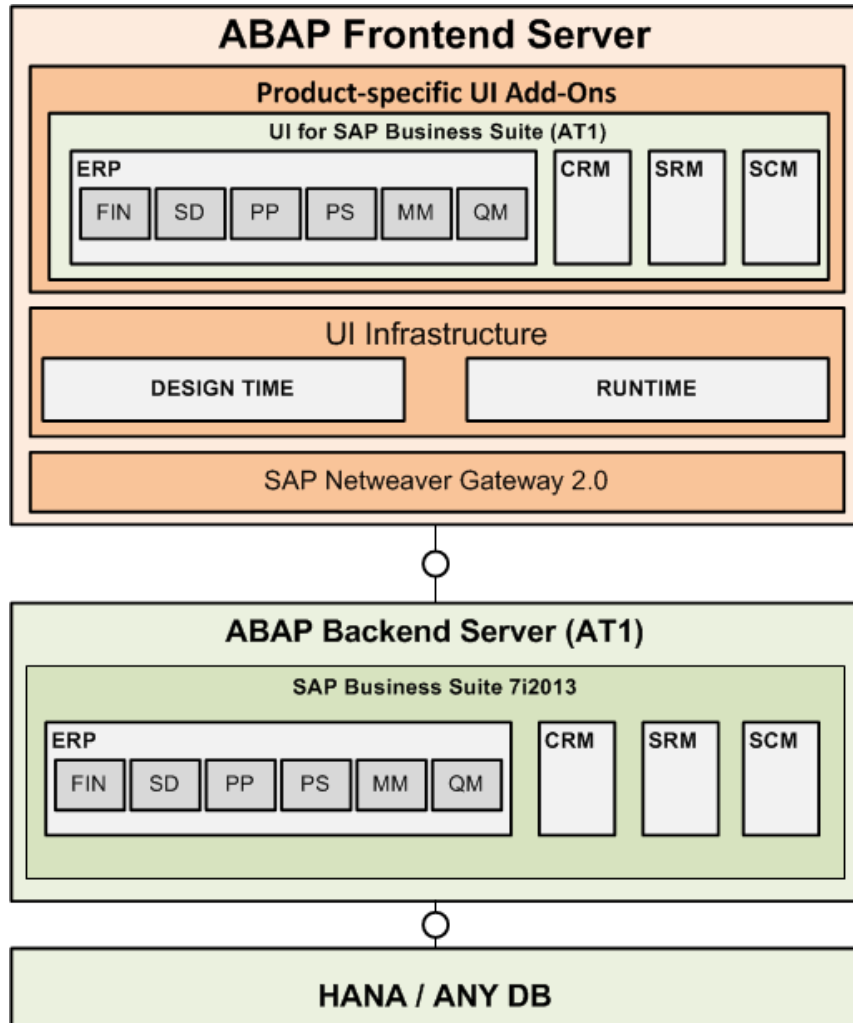 ABAP Frontend Server
Product-specific UI Add-Ons
UI for SAP Business Suite (AT1)
ERP
FIN SD PP PS MM QM
CRM
SRM
SCM
UI Infrastructure
DESIGN TIME
RUNTIME
SAP Netweaver Gateway 2.0
ABAP Backend Server (AT1)
SAP Business Suite 7i2013
ERP
FIN SD PP PS MM QM
CRM
SRM
SCM
HANA / ANY DB